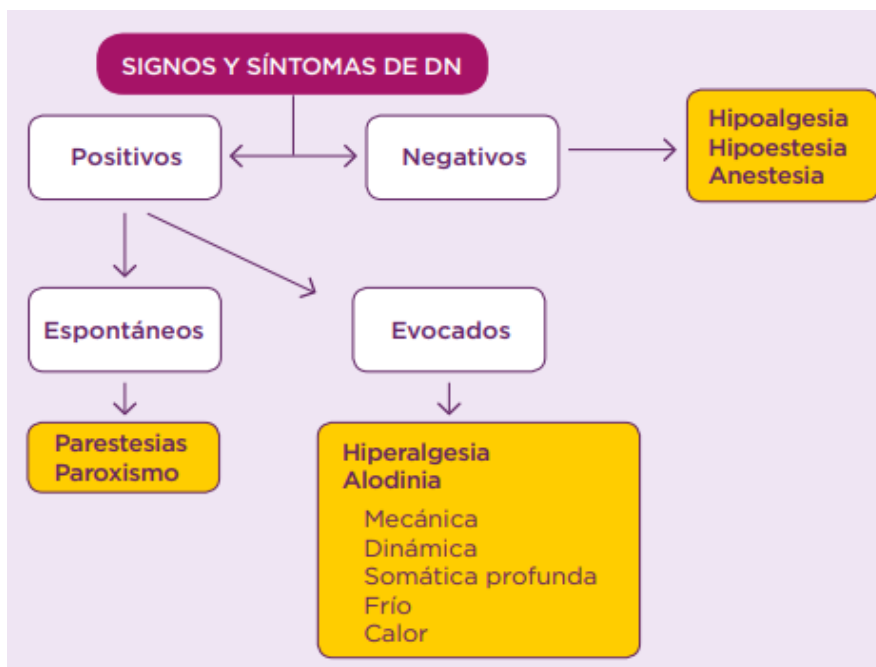 SIGNOS Y SÍNTOMAS DE DN
Positivos
Negativos
Hipoalgesia
Hipoestesia
Anestesia
Espontáneos
Evocados
Parestesias
Paroxismo
Hiperalgesia
Alodinia
Mecánica
Dinámica
Somática profunda
Frío
Calor